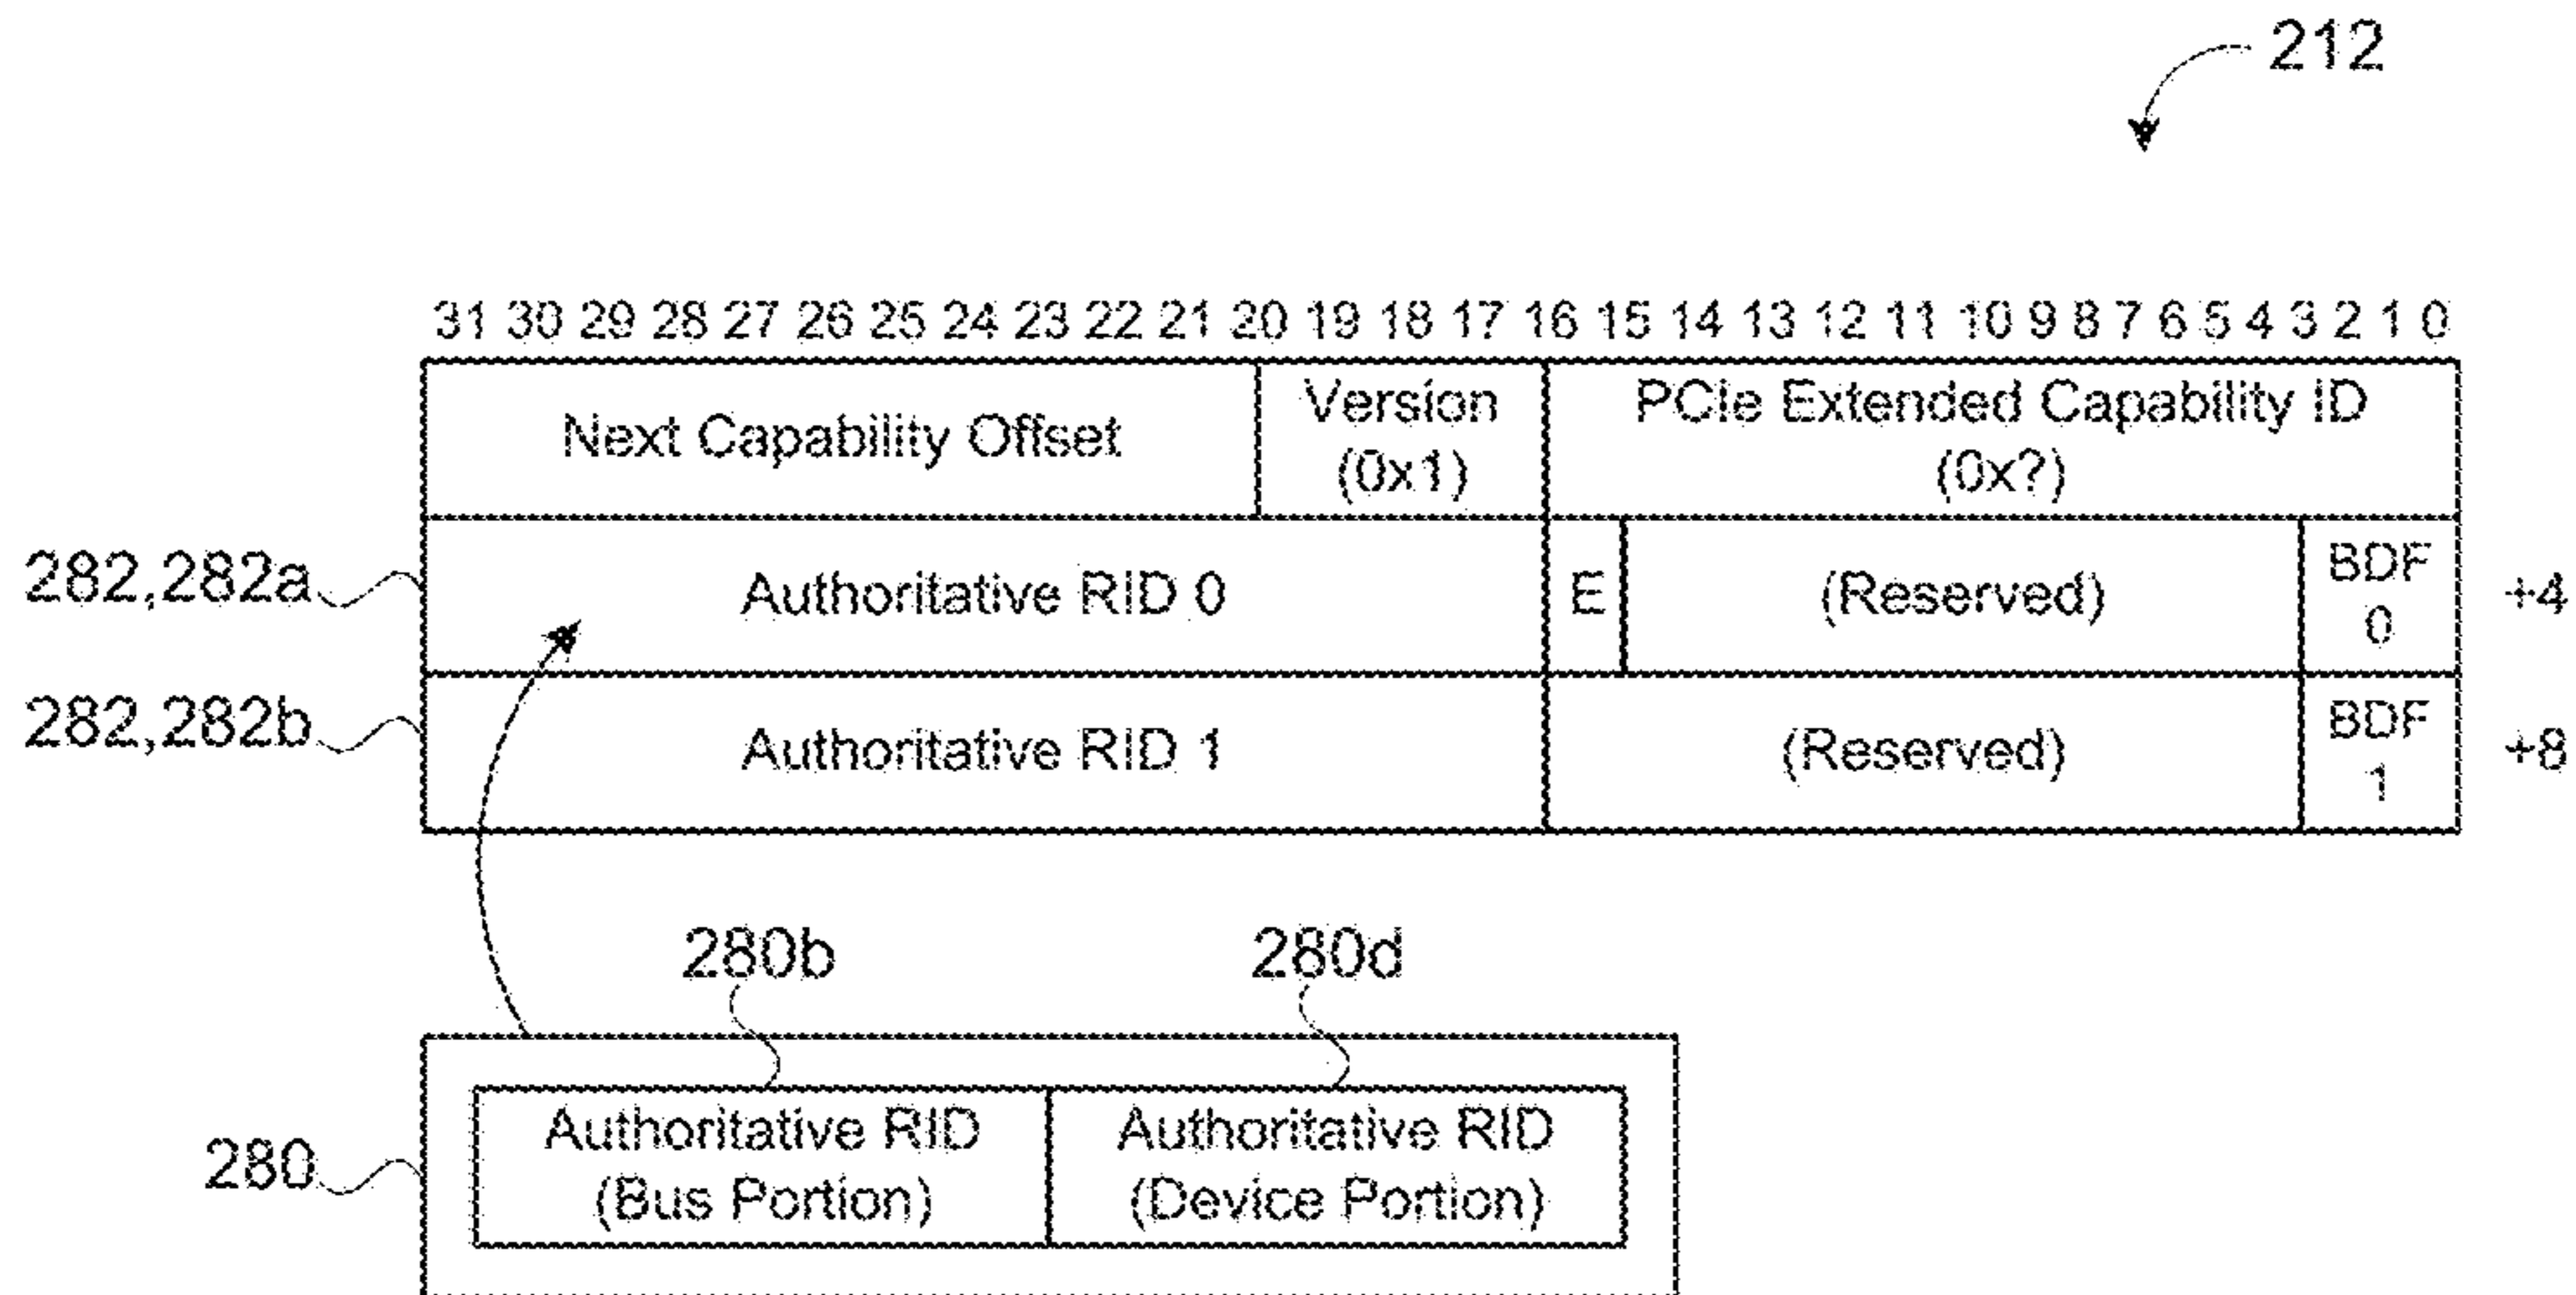 212
31 30 29 28 27 26 25 24 23 22 21 20 19 18 17 16 15 14 13 12 11 10 9 8 7 6 5 4 3 2 1 0
Next Capability Offset
Version
(0x1)
PCIe Extended Capability ID
(0x?)
282,282a
Authoritative RID 0
E
(Reserved)
BDF
0
+4
282,282b
Authoritative RID 1
(Reserved)
BDF
1
+8
280b
280d
280
Authoritative RID
(Bus Portion)
Authoritative RID
(Device Portion)